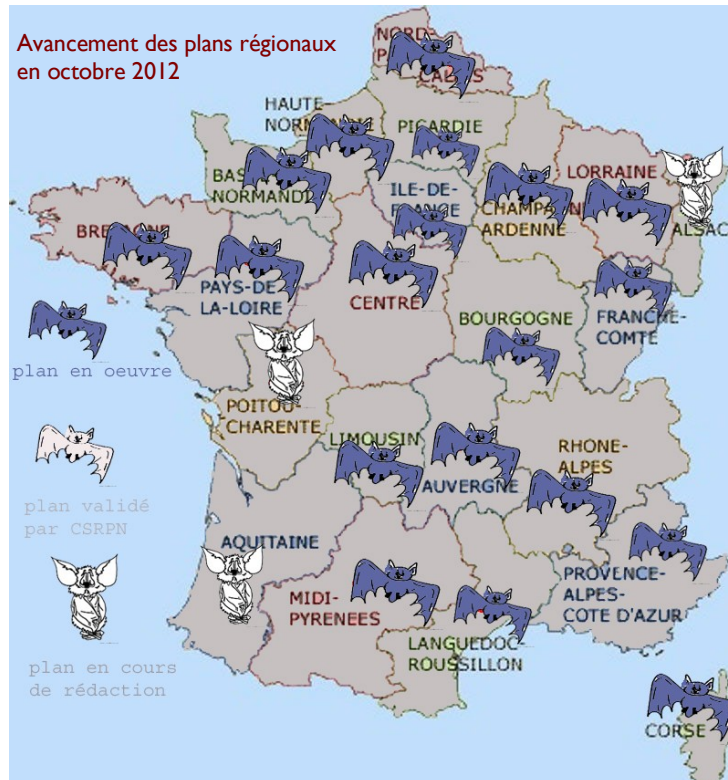 Avancement des plans régionaux
en octobre 2012
NORD-
CALAIS
HAUTE-
NORMANDIE
PICARDIE
BASSE
NORMANDIE
ILE-DE-
FRANCE
CHAMPAGNE
ARDENNE
LORRAINE
ALSACE
BRETAGNE
PAYS-DE
LA-LOIRE
CENTRE
BOURGOGNE
FRANCHE-
COMTE
plan en oeuvre
POITOU-
CHARENTE
LIMOUSIN
AUVERGNE
RHONE-
ALPES
plan validé
par CSRPN
AQUITAINE
MIDI-
PYRENEES
PROVENCE-
ALPES-
COTE D'AZUR
LANGUEDOC-
ROUSSILLON
plan en cours
de rédaction
CORSE